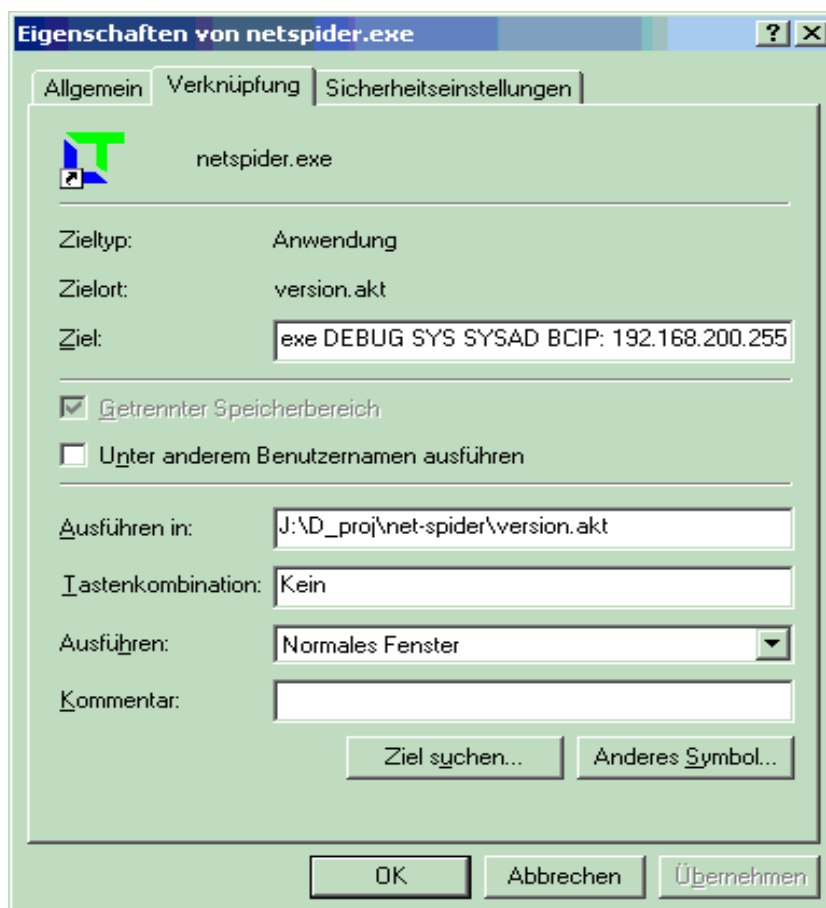 Eigenschaften von netspider.exe
Allgemein Verknüpfung Sicherheitseinstellungen
netspider.exe
Zieltyp: Anwendung
Zielort: version.akt
Ziel: exe DEBUG SYS SYSAD BCIP: 192.168.200.255
Getrennter Speicherbereich
Unter anderem Benutzernamen ausführen
Ausführen in: J:\D_proj\net-spider\version.akt
Tastenkombination: Kein
Ausführen: Normales Fenster
Kommentar:
Ziel suchen... Anderes Symbol...
OK Abbrechen Übernehmen